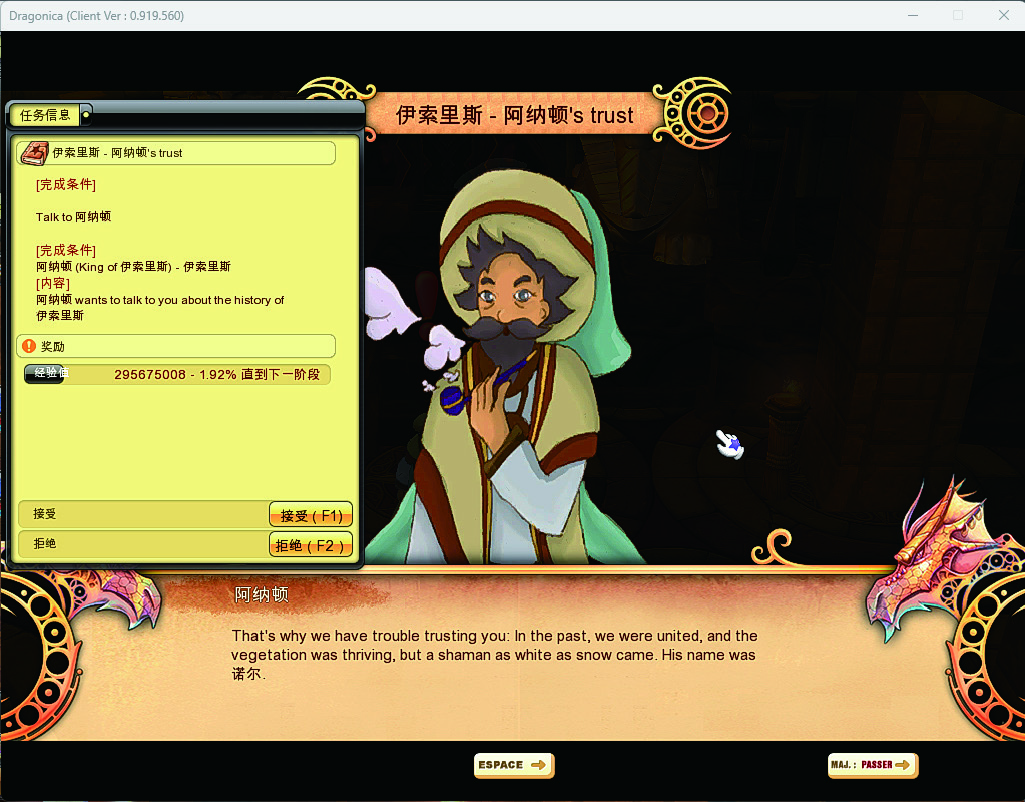 Dragonica (Client Ver : 0.919.560)
伊索里斯 - 阿纳顿's trust
任务信息
伊索里斯 - 阿纳顿's trust
[完成条件]
Talk to 阿纳顿
[完成条件]
阿纳顿 (King of 伊索里斯) - 伊索里斯
[内容]
阿纳顿 wants to talk to you about the history of
伊索里斯
奖励
经验值 295675008 - 1.92% 直到下一阶段
接受 接受 ( F1)
拒绝 拒绝 ( F2 )
阿纳顿
That's why we have trouble trusting you: In the past, we were united, and the
vegetation was thriving, but a shaman as white as snow came. His name was
诺尔.
ESPACE
MAJ. : PASSER